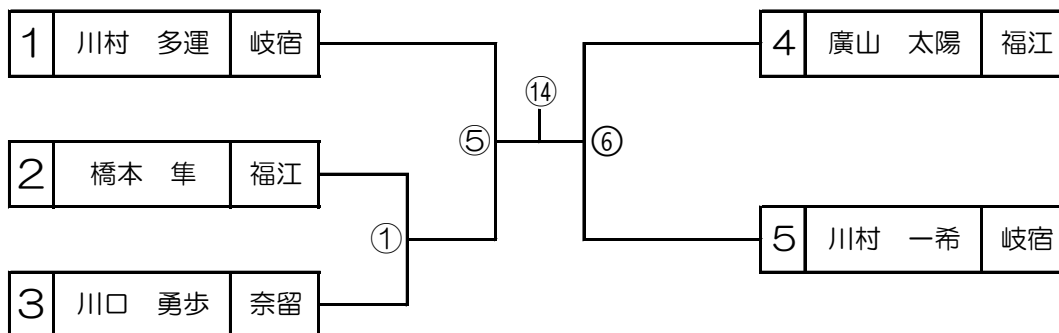 1 川村 多運 岐宿
2 橋本 隼 福江
3 川口 勇歩 奈留
①
⑤
⑭
⑥
4 廣山 太陽 福江
5 川村 一希 岐宿